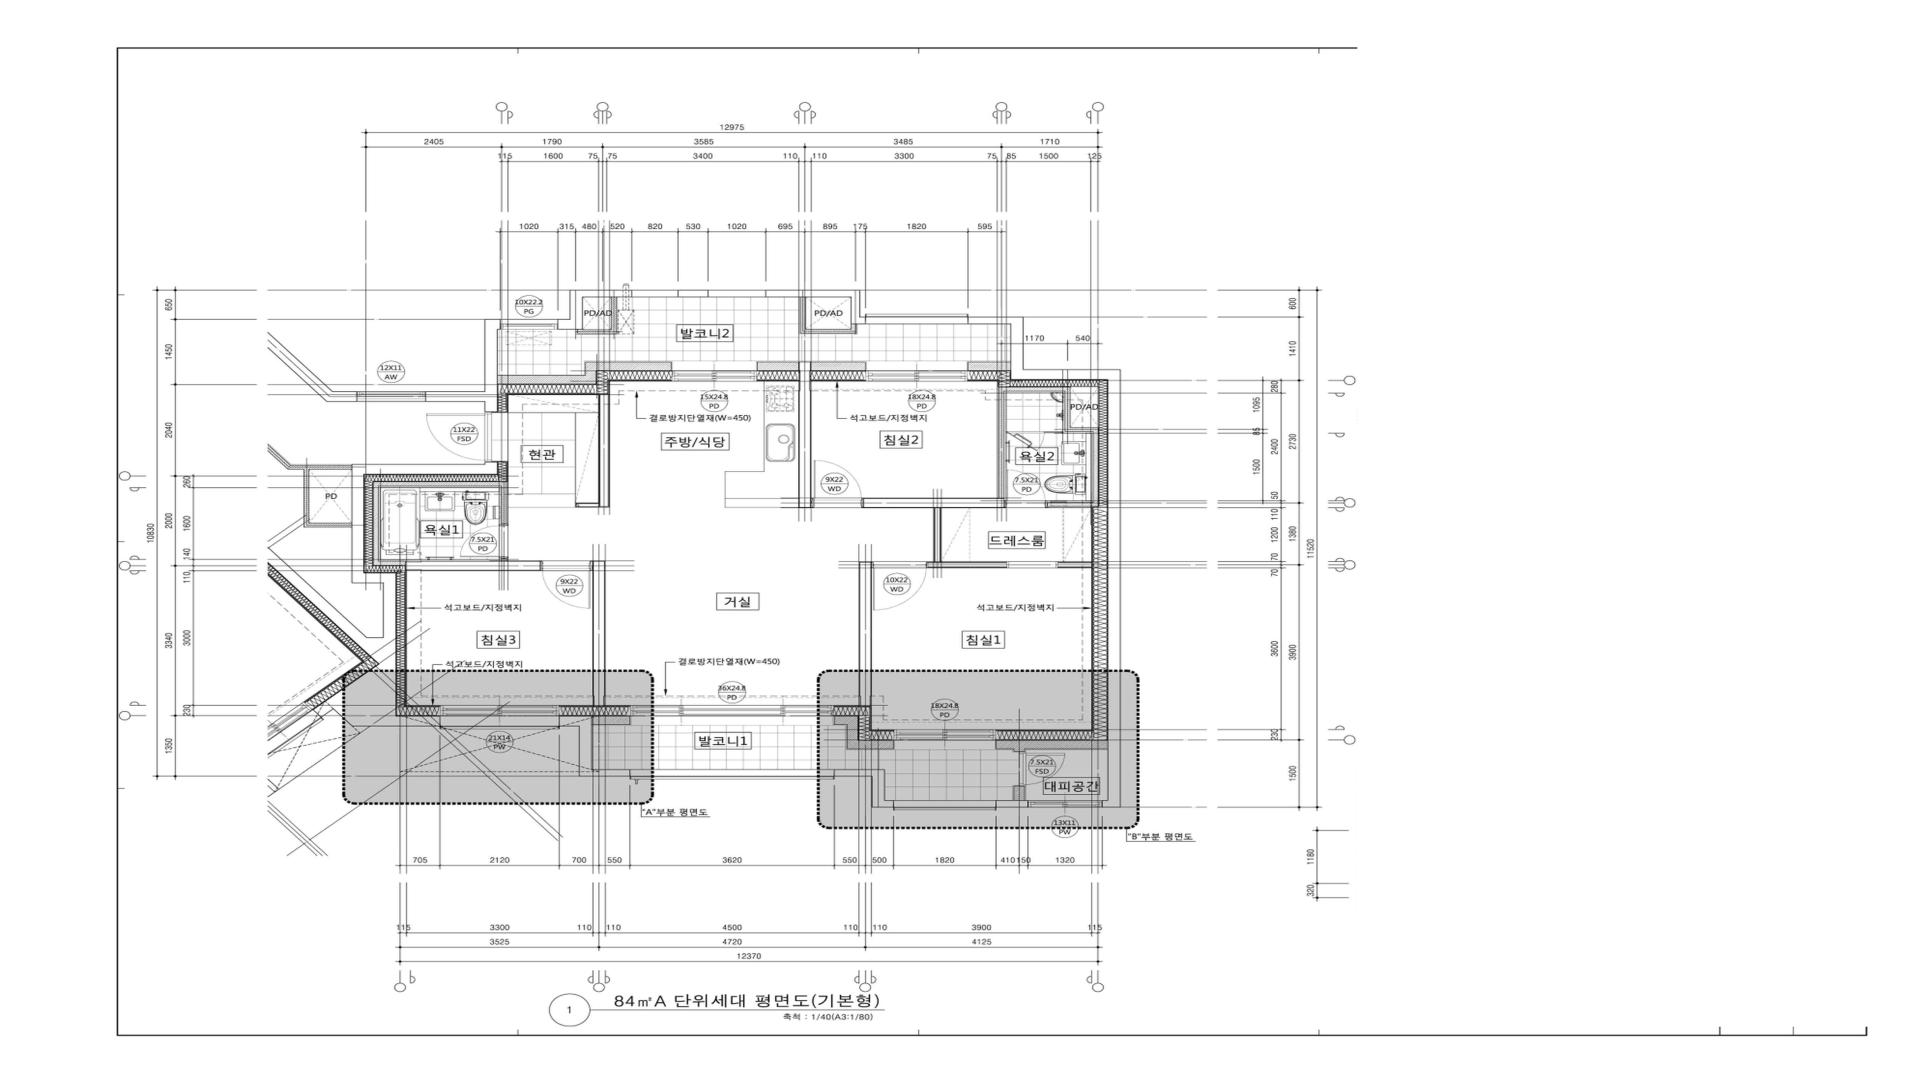 12975
2405 1790 3585 3485 1710
115 1600 75 75 3400 110 110 3300 75 85 1500 125
1020 315 480 520 820 530 1020 695 895 175 1820 595
10X22.2
PG
PD/AD
발코니2
PD/AD
1170 540
12X11
AW
15X24.8
PD
18X24.8
PD
PD/AD
결로방지단열재(W=450)
석고보드/지정벽지
11X22
FSD
현관
주방/식당
침실2
욕실2
9X22
WD
7.5X21
PD
PD
욕실1
7.5X21
PD
드레스룸
9X22
WD
10X22
WD
거실
석고보드/지정벽지
석고보드/지정벽지
침실3
침실1
석고보드/지정벽지
결로방지단열재(W=450)
36X24.8
PD
18X24.8
PD
21X14
PW
발코니1
7.5X21
FSD
대피공간
13X11
PW
"A"부분 평면도
"B"부분 평면도
10830
650 1450 2040 2000 3340 1350
260 1600 140 110 3000 230
1095 85 1500
280 2400 50 110 1200 70 70 3600 230
600 1410 2730 1380 3900 1500
11520
1180 320
705 2120 700 550 3620 550 500 1820 410 150 1320
115 3300 110 110 4500 110 110 3900 115
3525 4720 4125
12370
1
84㎡A 단위세대 평면도(기본형)
축척 : 1/40(A3:1/80)